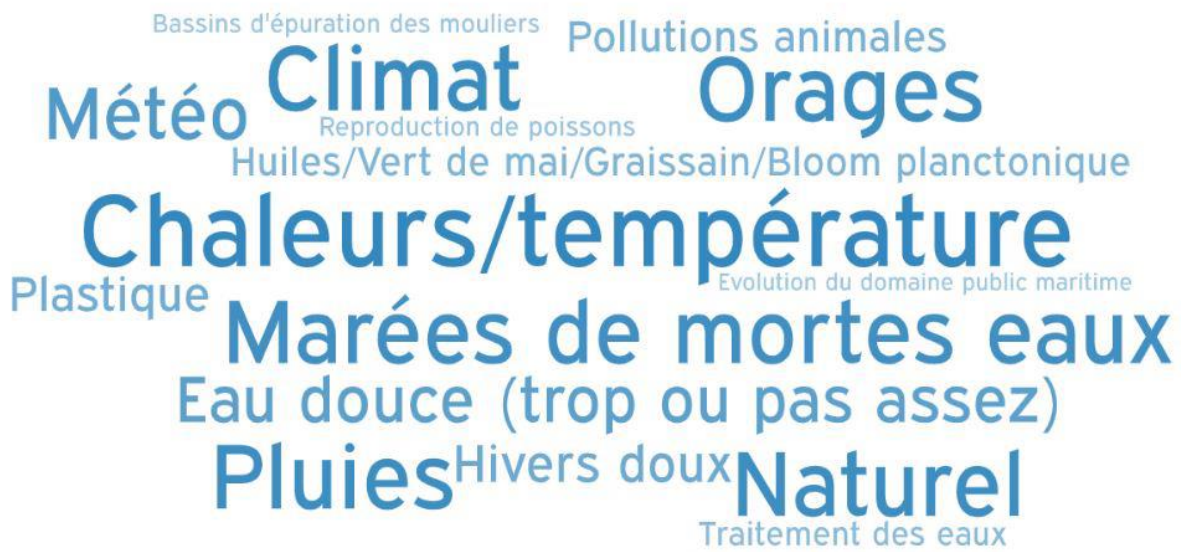 Bassins d'épuration des mouliers
Pollutions animales
Climat
Orages
Météo
Reproduction de poissons
Huiles/Vert de mai/Graissain/Bloom planctonique
Chaleurs/température
Evolution du domaine public maritime
Plastique
Marées de mortes eaux
Eau douce (trop ou pas assez)
Pluies
Hivers doux
Naturel
Traitement des eaux